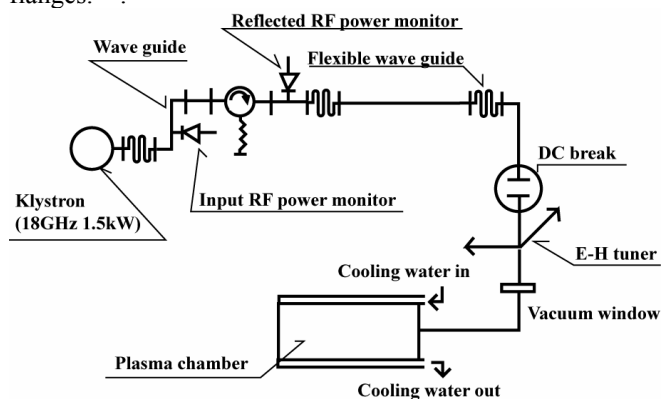 flanges.
Reflected RF power monitor
Wave guide
Flexible wave guide
DC break
Klystron
(18GHz 1.5kW)
Input RF power monitor
E-H tuner
Cooling water in
Vacuum window
Plasma chamber
Cooling water out